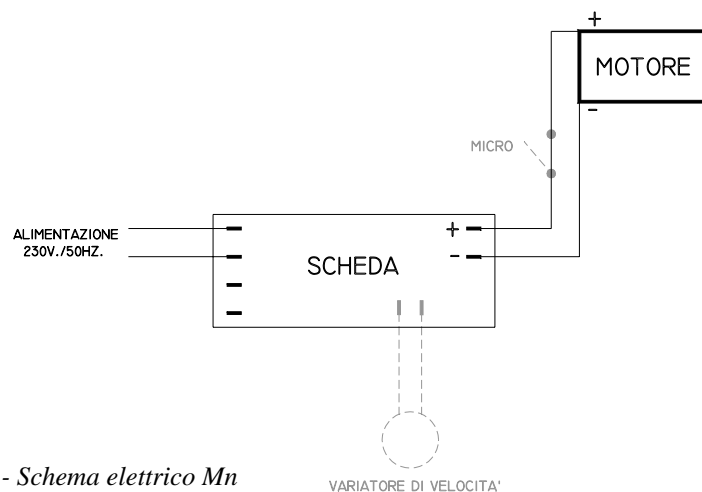 +
MOTORE
-
MICRO
ALIMENTAZIONE
230V./50HZ.
+
-
SCHEDA
- Schema elettrico Mn
VARIATORE DI VELOCITA'